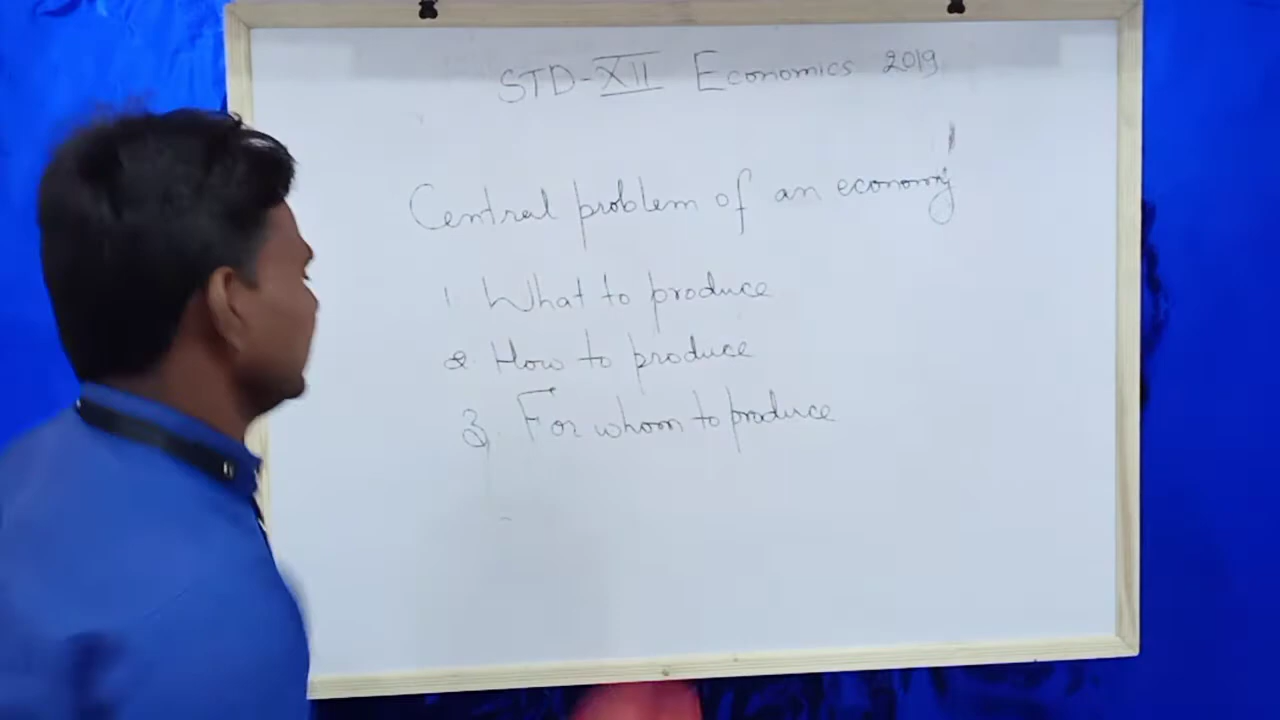 STD-XII Economics 2019
Central problem of an economy
1. What to produce
2. How to produce
3. For whom to produce